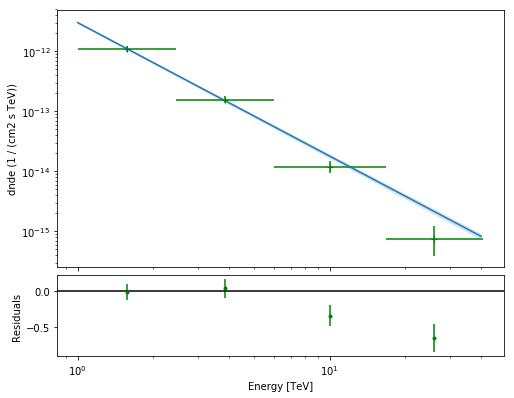 10⁻¹²
10⁻¹³
10⁻¹⁴
10⁻¹⁵
dnde (1 / (cm2 s TeV))
0.0
−0.5
Residuals
10⁰
10¹
Energy [TeV]